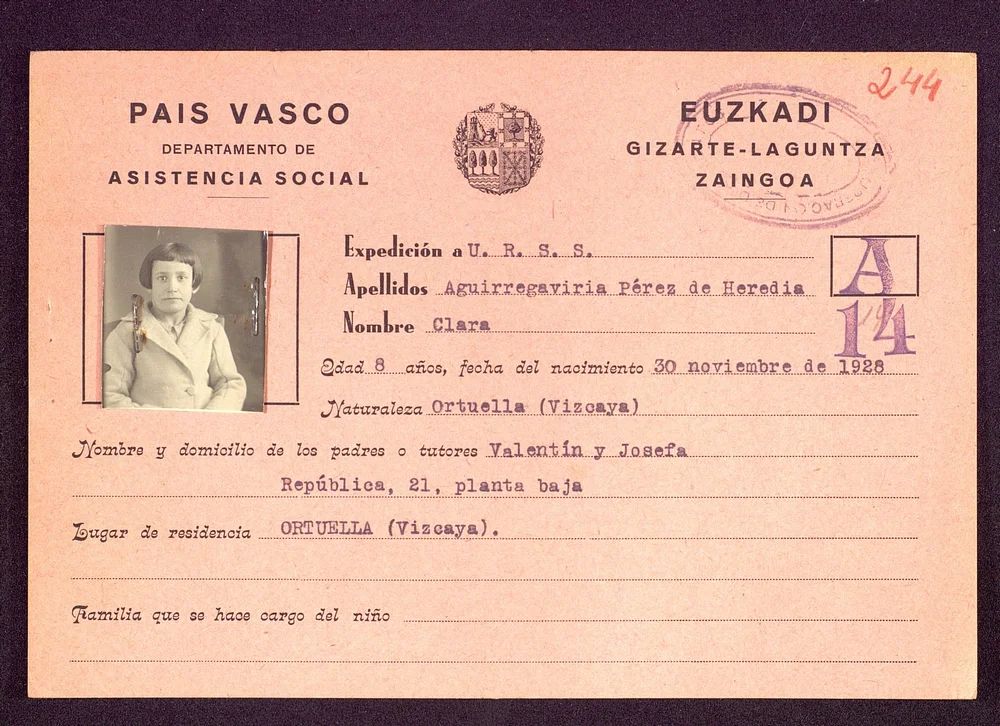 244
PAIS VASCO
DEPARTAMENTO DE
ASISTENCIA SOCIAL
EUZKADI
GIZARTE-LAGUNTZA
ZAINGOA
Expedición a U. R. S. S.
Apellidos Aguirregaviria Pérez de Heredia
Nombre Clara
A
14
Edad 8 años, fecha del nacimiento 30 noviembre de 1928
Naturaleza Ortuella (Vizcaya)
Nombre y domicilio de los padres o tutores Valentín y Josefa
República, 21, planta baja
Lugar de residencia ORTUELLA (Vizcaya).
Familia que se hace cargo del niño